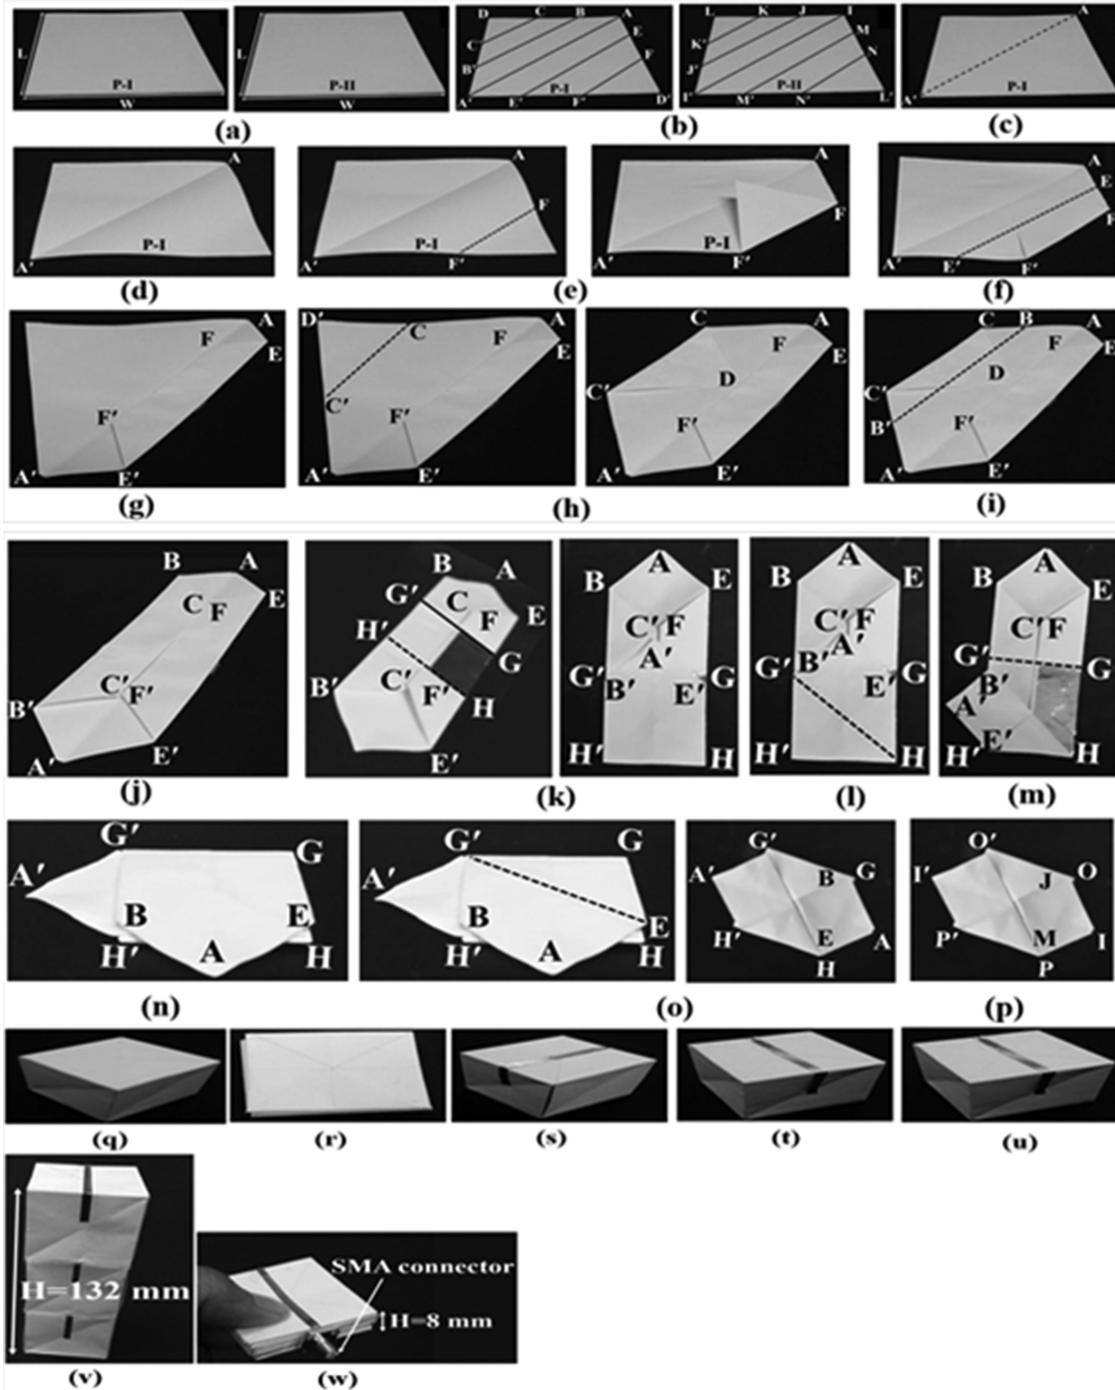 L P-I W L P-II W
D C B A E F D' F' E' A' B' C' P-I
L K J I M N L' N' M' I' J' K' P-II
A A' P-I
(a) (b) (c)
A A' P-I
A F F' A' P-I
A F F' A' P-I
A E F F' E' A'
(d) (e) (f)
A F E F' E' A'
D' C A F E C' F' E' A'
C A F E D C' F' E' A'
C B A F E D C' B' F' E' A'
(g) (h) (i)
B A E C F C' F' B' E' A'
B A G' C E F H' G C' F' B' H E'
A B E C' F A' G' B' E' G H' H
A B E C' F B' A' G' E' G H' H
A B E C' F G' G B' A' E' H' H
(j) (k) (l) (m)
G' G A' B E H' A H
G' G A' B E H' A H
G' A' B G H' E A H
O' I' J O P' M I P
(n) (o) (p)
(q) (r) (s) (t) (u)
H=132 mm
SMA connector
H=8 mm
(v) (w)